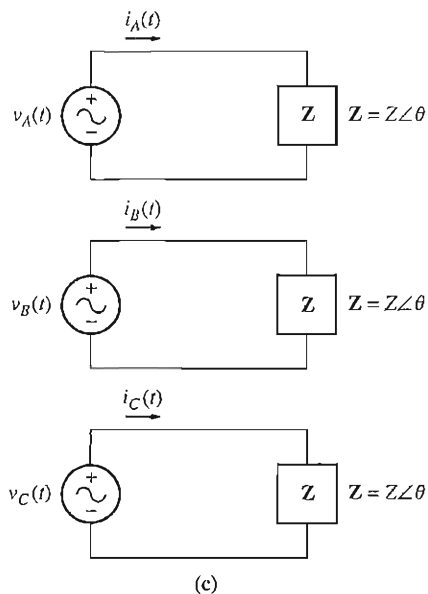 i_A(t)
+
v_A(t)
−
Z
Z = Z∠θ
i_B(t)
+
v_B(t)
−
Z
Z = Z∠θ
i_C(t)
+
v_C(t)
−
Z
Z = Z∠θ
(c)